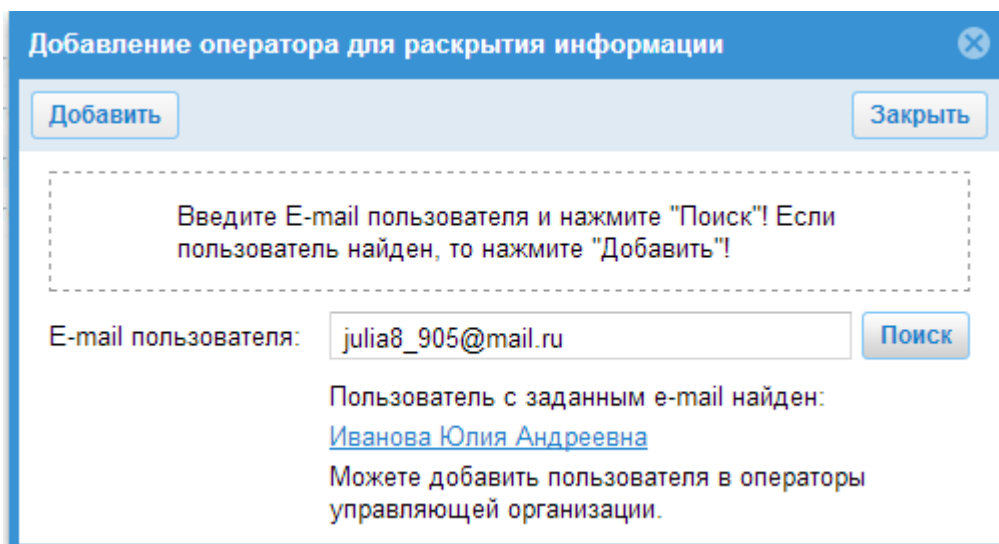 Добавление оператора для раскрытия информации
Добавить
Закрыть
Введите E-mail пользователя и нажмите "Поиск"! Если
пользователь найден, то нажмите "Добавить"!
E-mail пользователя: julia8_905@mail.ru Поиск
Пользователь с заданным e-mail найден:
Иванова Юлия Андреевна
Можете добавить пользователя в операторы
управляющей организации.